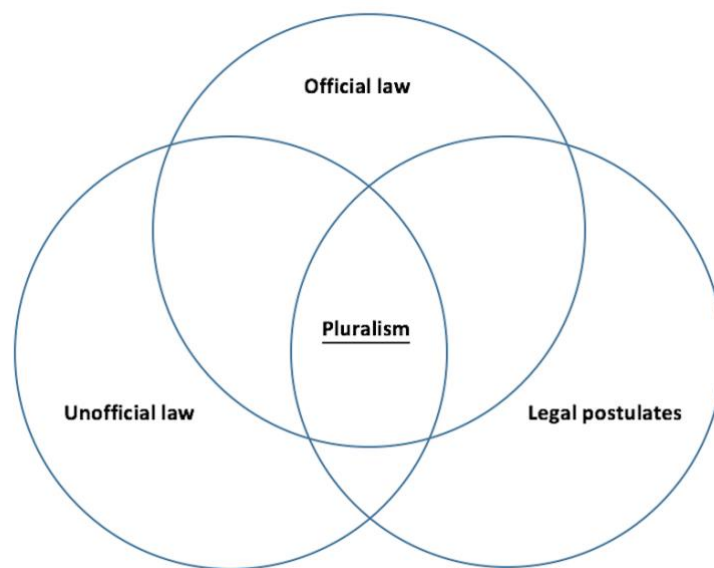 Official law
Pluralism
Unofficial law
Legal postulates